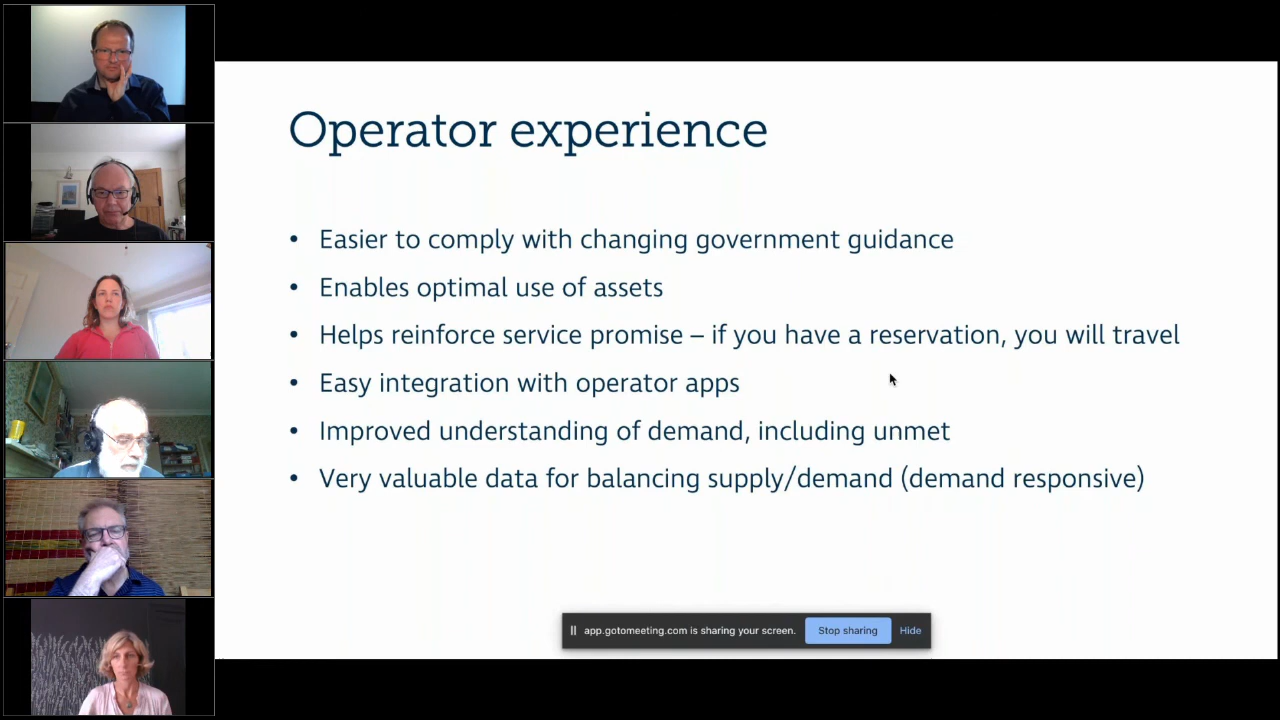 Operator experience
• Easier to comply with changing government guidance
• Enables optimal use of assets
• Helps reinforce service promise – if you have a reservation, you will travel
• Easy integration with operator apps
• Improved understanding of demand, including unmet
• Very valuable data for balancing supply/demand (demand responsive)
app.gotomeeting.com is sharing your screen. Stop sharing Hide